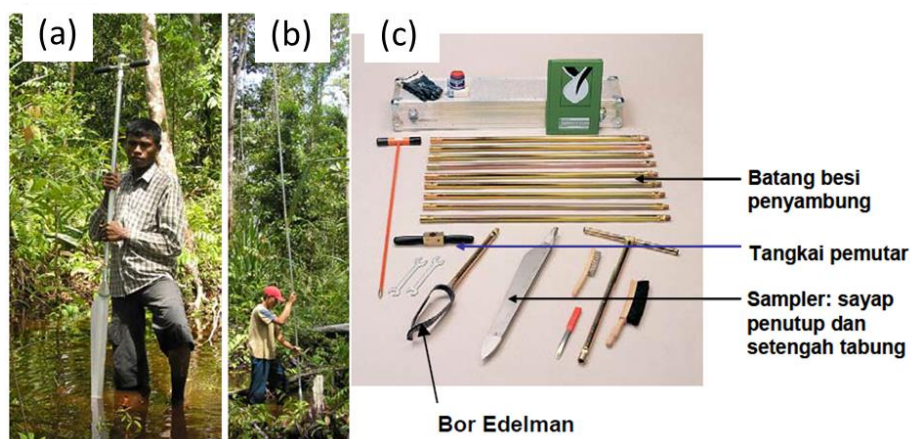 (a)
(b)
(c)
Batang besi
penyambung
Tangkai pemutar
Sampler: sayap
penutup dan
setengah tabung
Bor Edelman